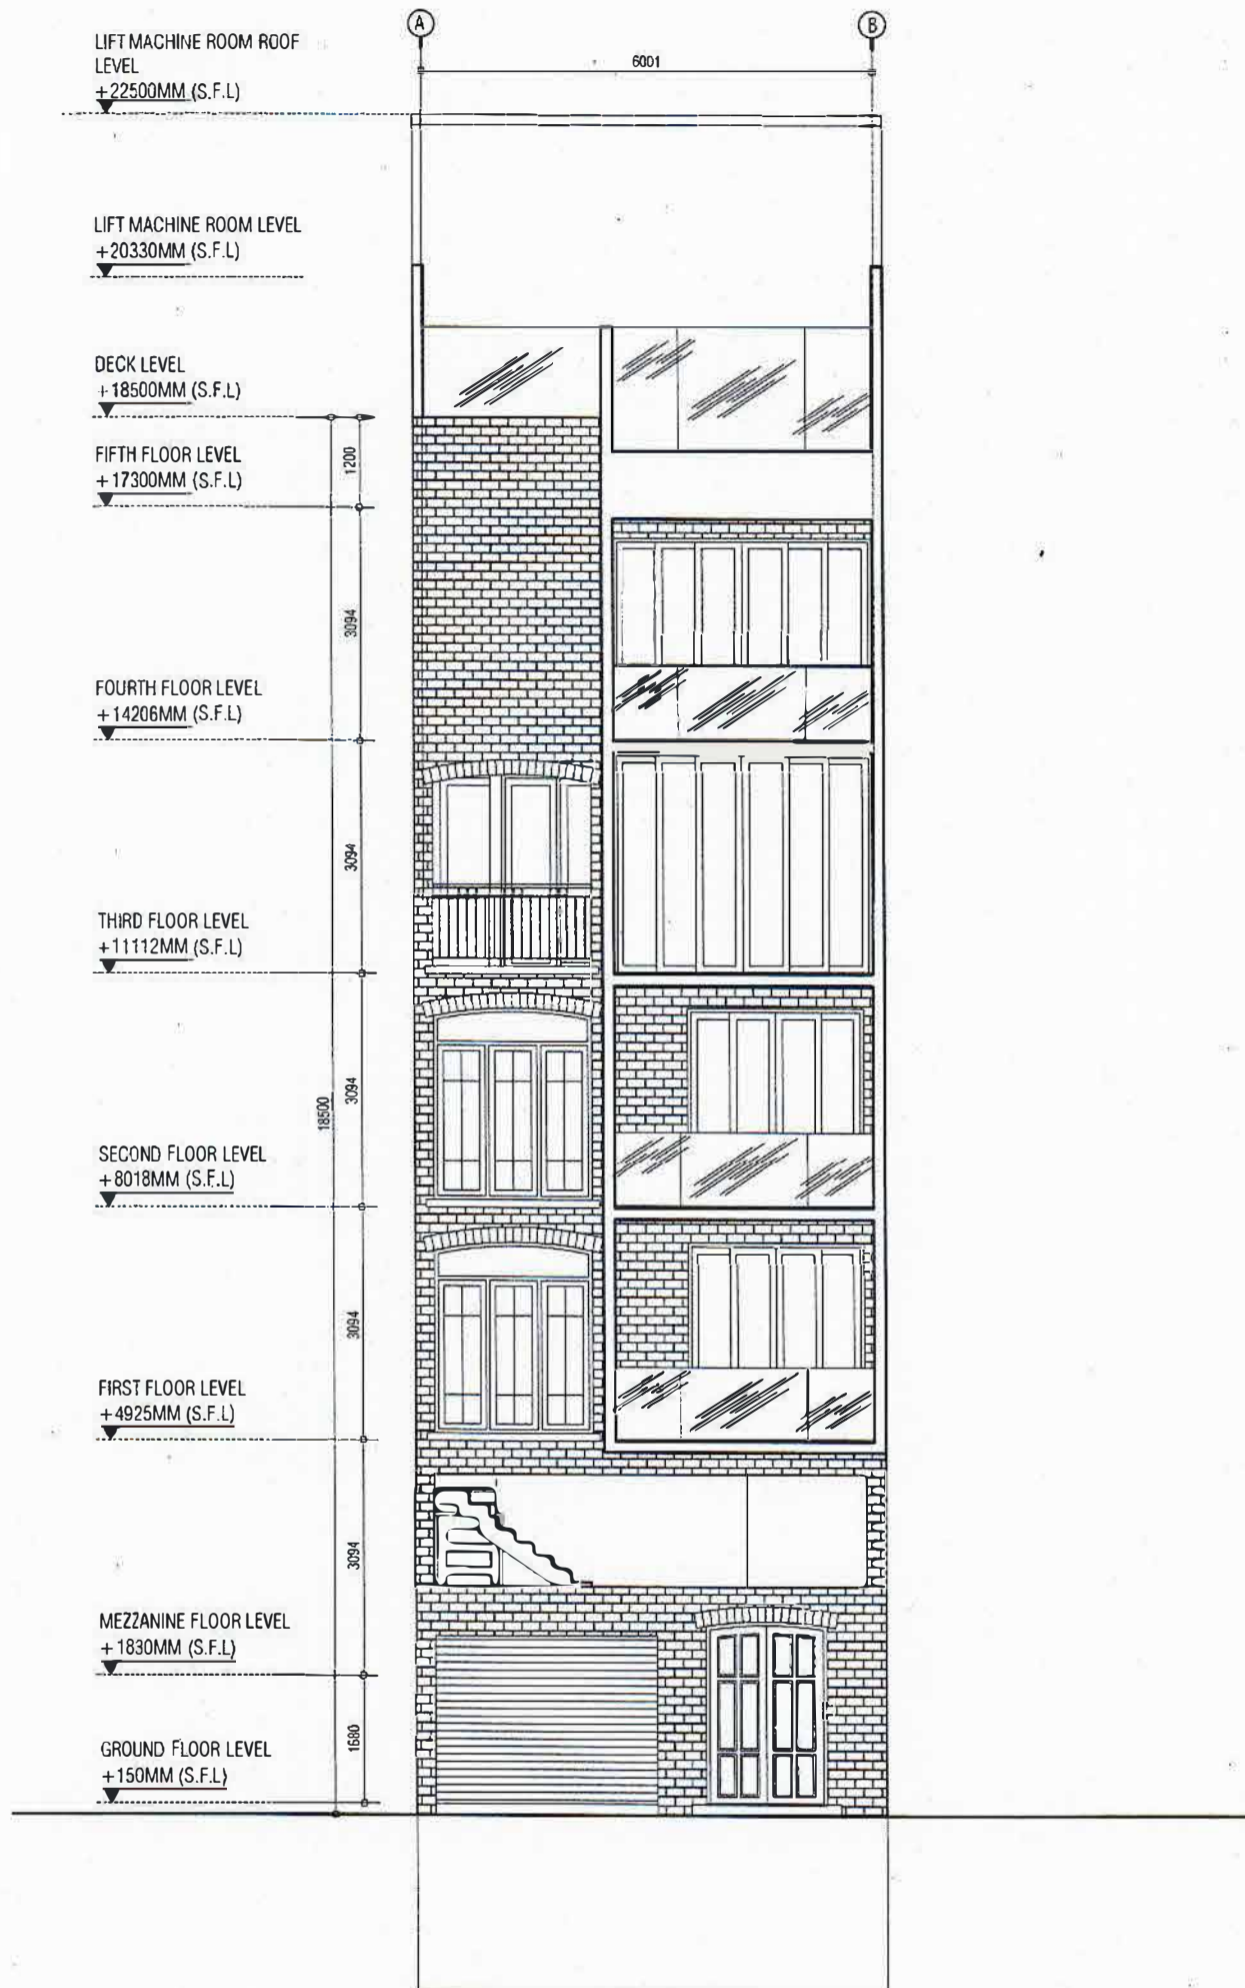 A
B
6001
LIFT MACHINE ROOM ROOF
LEVEL
+22500MM (S.F.L)
LIFT MACHINE ROOM LEVEL
+20330MM (S.F.L)
DECK LEVEL
+18500MM (S.F.L)
1200
FIFTH FLOOR LEVEL
+17300MM (S.F.L)
3094
FOURTH FLOOR LEVEL
+14206MM (S.F.L)
3094
THIRD FLOOR LEVEL
+11112MM (S.F.L)
3094
18500
SECOND FLOOR LEVEL
+8018MM (S.F.L)
3094
FIRST FLOOR LEVEL
+4925MM (S.F.L)
3094
MEZZANINE FLOOR LEVEL
+1830MM (S.F.L)
1680
GROUND FLOOR LEVEL
+150MM (S.F.L)